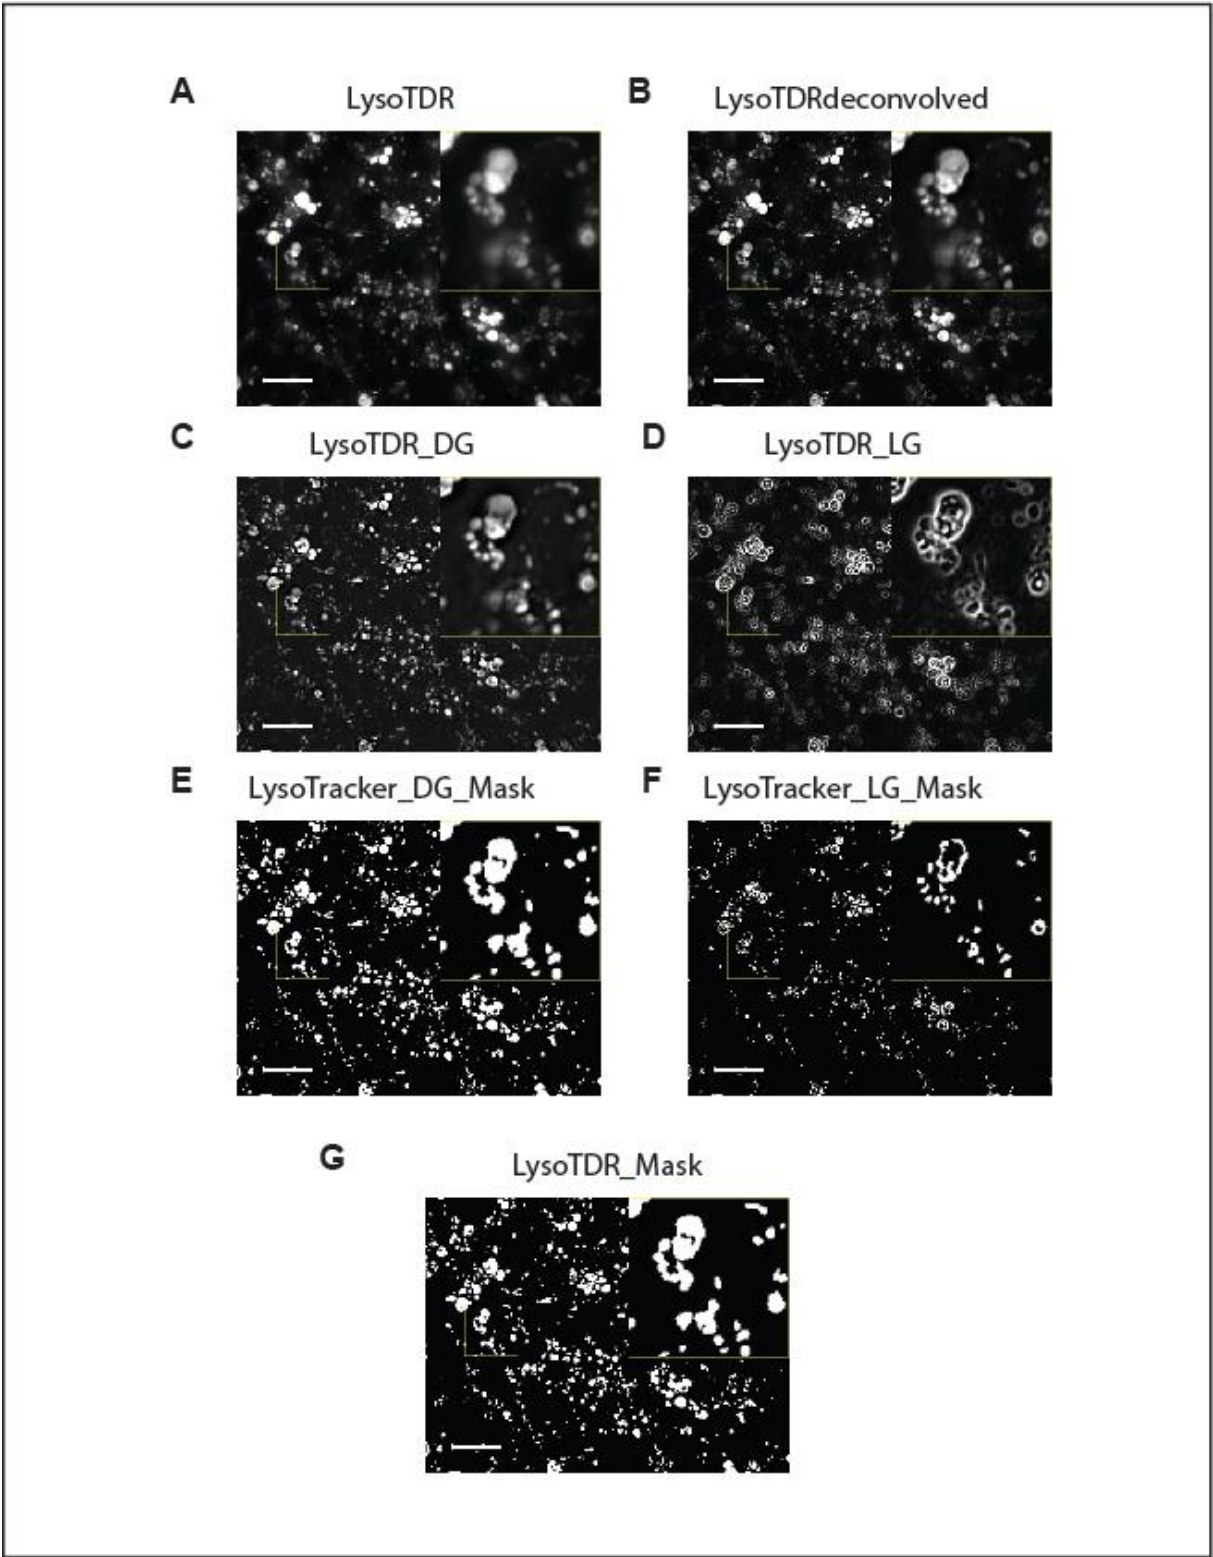 A LysoTDR B LysoTDRdeconvolved
C LysoTDR_DG D LysoTDR_LG
E LysoTracker_DG_Mask F LysoTracker_LG_Mask
G LysoTDR_Mask